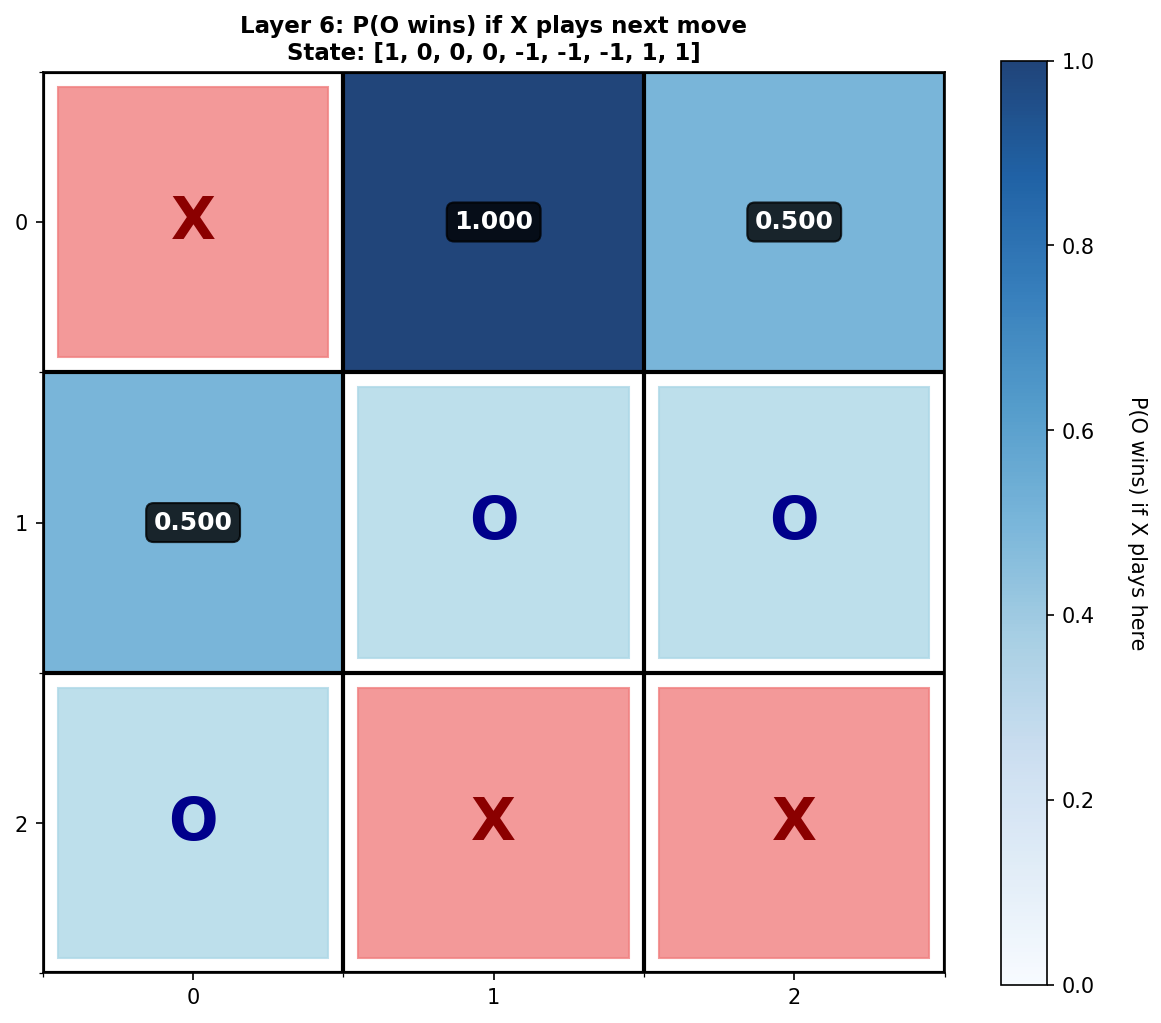 Layer 6: P(O wins) if X plays next move
State: [1, 0, 0, 0, -1, -1, -1, 1, 1]
X
1.000
0.500
0.500
O
O
O
X
X
0
1
2
0
1
2
1.0
0.8
0.6
0.4
0.2
0.0
P(O wins) if X plays here